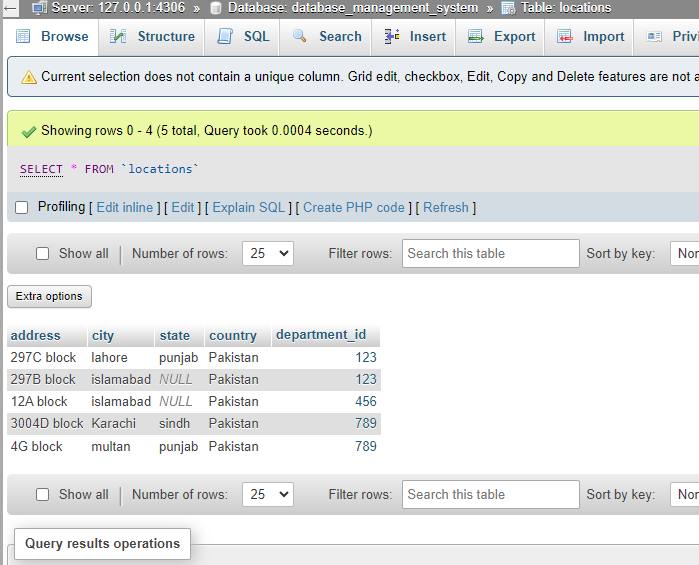 ← Server: 127.0.0.1:4306 » Database: database_management_system » Table: locations
Browse Structure SQL Search Insert Export Import Privi
Current selection does not contain a unique column. Grid edit, checkbox, Edit, Copy and Delete features are not a
Showing rows 0 - 4 (5 total, Query took 0.0004 seconds.)
SELECT * FROM `locations`
Profiling [ Edit inline ] [ Edit ] [ Explain SQL ] [ Create PHP code ] [ Refresh ]
Show all | Number of rows: 25 Filter rows: Search this table Sort by key: Non
Extra options
address city state country department_id
297C block lahore punjab Pakistan 123
297B block islamabad NULL Pakistan 123
12A block islamabad NULL Pakistan 456
3004D block Karachi sindh Pakistan 789
4G block multan punjab Pakistan 789
Show all | Number of rows: 25 Filter rows: Search this table Sort by key: Non
Query results operations